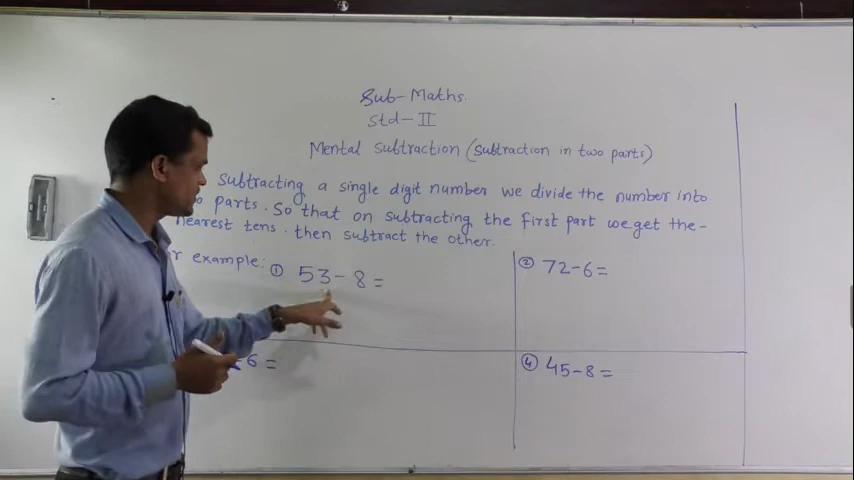 Sub-Maths.
Std-II
Mental Subtraction (subtraction in two parts)
subtracting a single digit number we divide the number into
parts. So that on subtracting the first part we get the-
nearest tens. then subtract the other.
example: ① 53-8=
② 72-6=
-6=
④ 45-8=